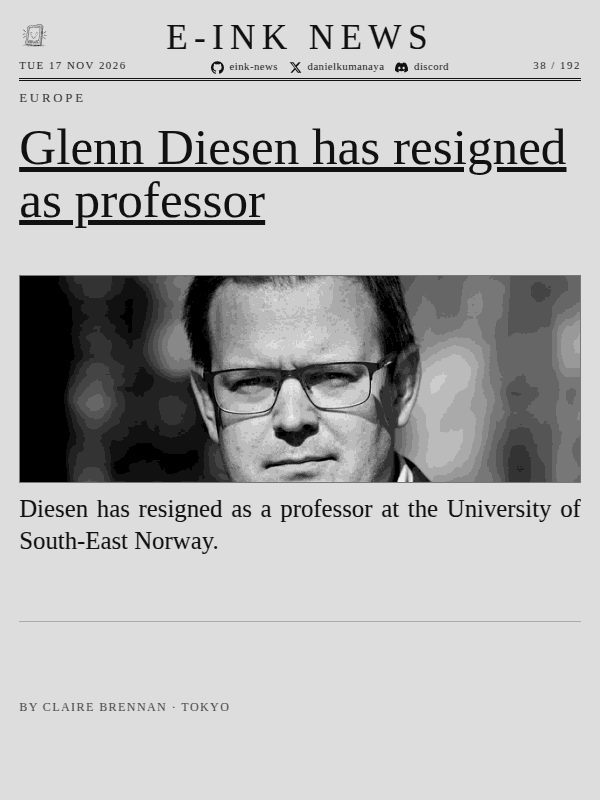 E-INK NEWS
TUE 17 NOV 2026
eink-news danielkumanaya discord
38 / 192
EUROPE
Glenn Diesen has resigned
as professor
Diesen has resigned as a professor at the University of
South-East Norway.
BY CLAIRE BRENNAN · TOKYO